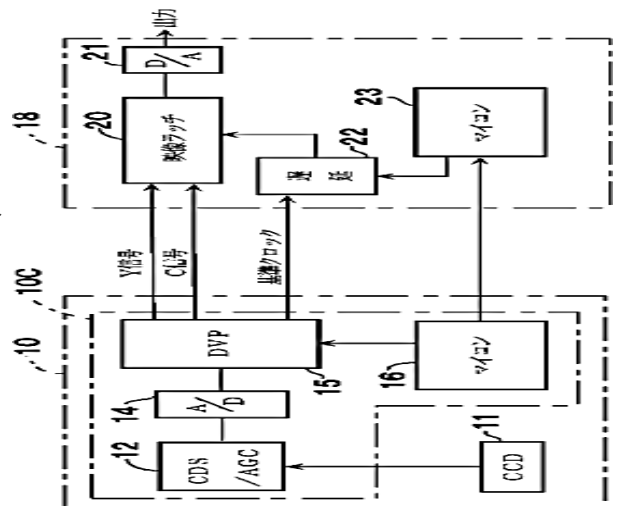 18
21
D/A
出力
20
映像ラッチ
23
マイコン
22
遅延
Y信号
C信号
基準クロック
10
10C
14
A/D
DVP
15
12
CDS
/AGC
16
マイコン
11
CCD